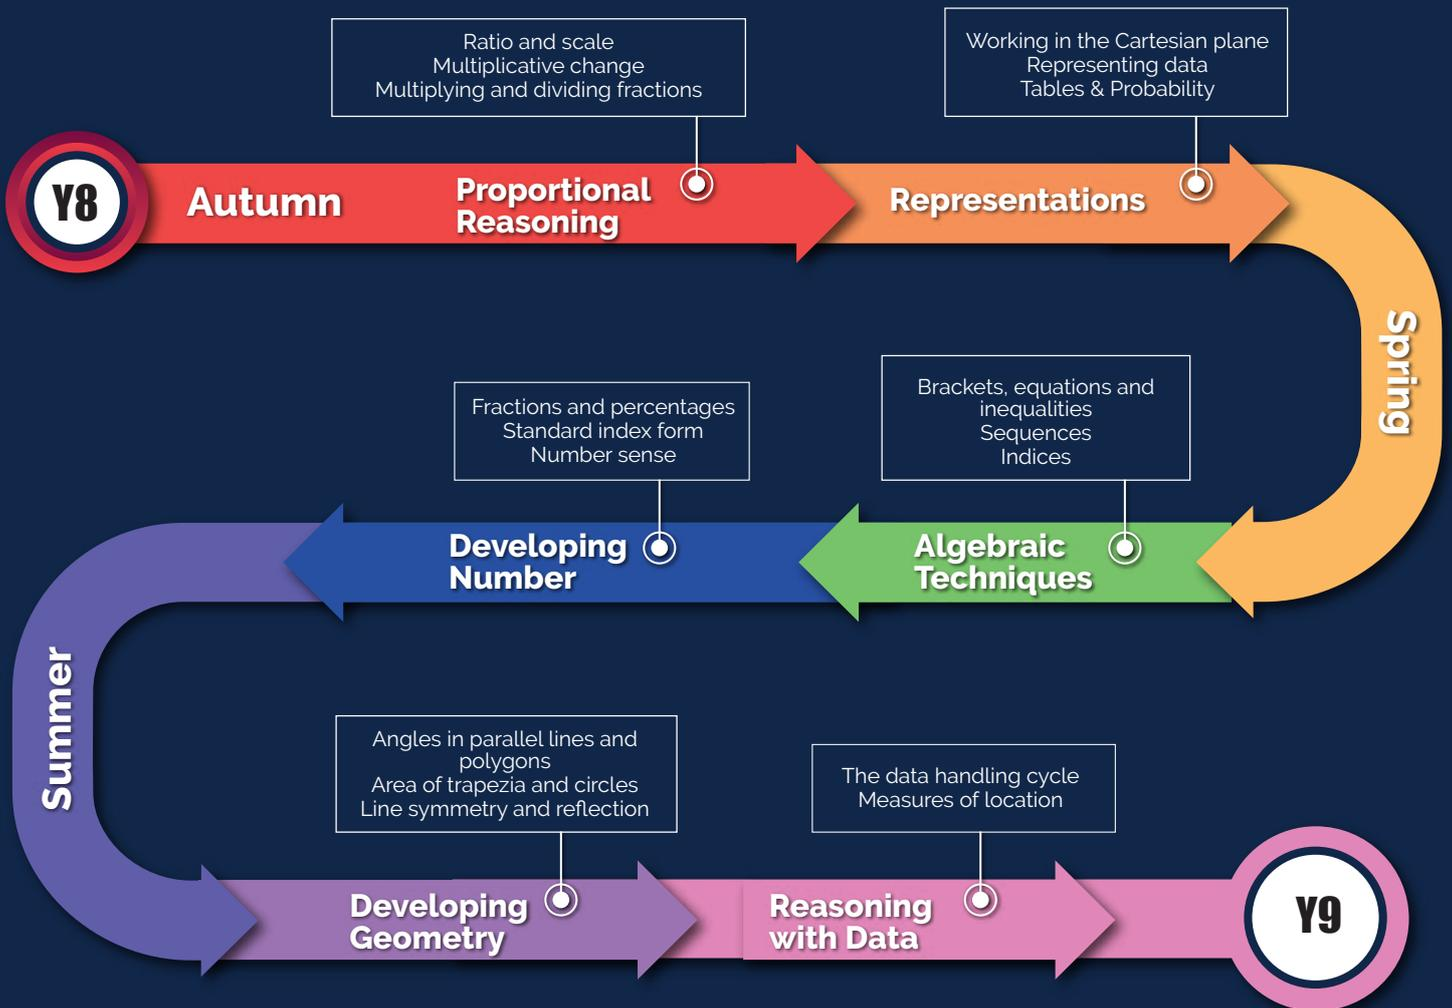 Ratio and scale
Multiplicative change
Multiplying and dividing fractions
Working in the Cartesian plane
Representing data
Tables & Probability
Y8
Autumn
Proportional
Reasoning
Representations
Spring
Brackets, equations and
inequalities
Sequences
Indices
Algebraic
Techniques
Fractions and percentages
Standard index form
Number sense
Developing
Number
Summer
Angles in parallel lines and
polygons
Area of trapezia and circles
Line symmetry and reflection
Developing
Geometry
The data handling cycle
Measures of location
Reasoning
with Data
Y9